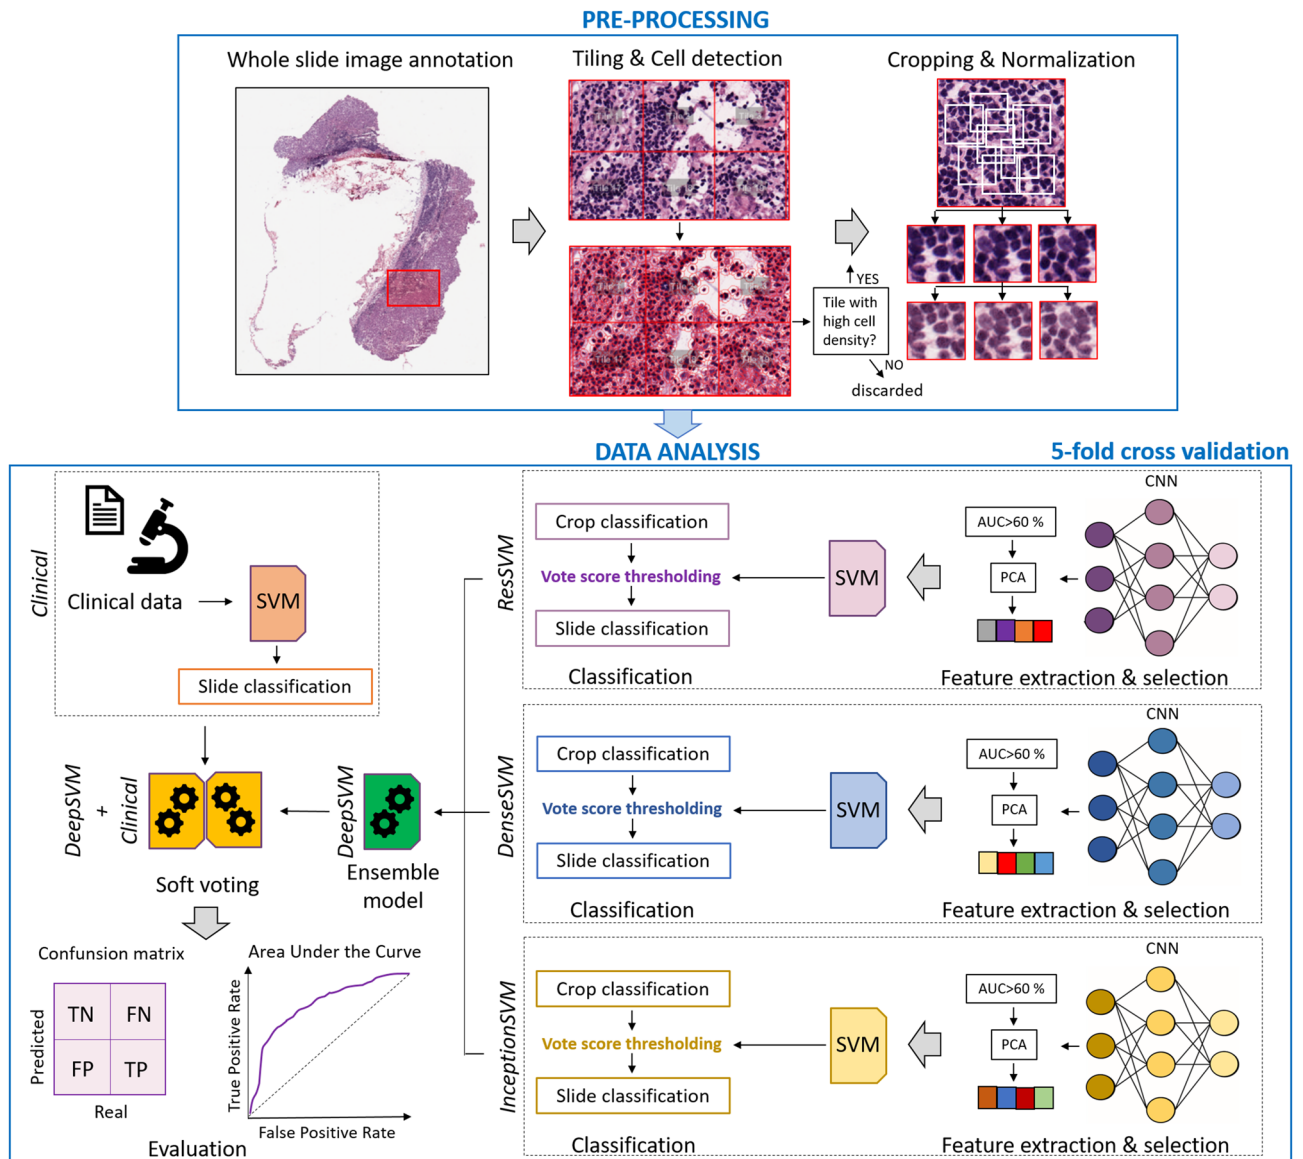 PRE-PROCESSING
Whole slide image annotation
Tiling & Cell detection
Cropping & Normalization
YES
Tile with
high cell
density?
NO
discarded
DATA ANALYSIS
5-fold cross validation
Clinical
Clinical data
SVM
Slide classification
DeepSVM
+
Clinical
Soft voting
DeepSVM
Ensemble
model
ResSVM
Crop classification
Vote score thresholding
Slide classification
Classification
SVM
AUC>60 %
PCA
CNN
Feature extraction & selection
DenseSVM
Crop classification
Vote score thresholding
Slide classification
Classification
SVM
AUC>60 %
PCA
CNN
Feature extraction & selection
InceptionSVM
Crop classification
Vote score thresholding
Slide classification
Classification
SVM
AUC>60 %
PCA
CNN
Feature extraction & selection
Confunsion matrix
Predicted
TN FN
FP TP
Real
Area Under the Curve
True Positive Rate
False Positive Rate
Evaluation